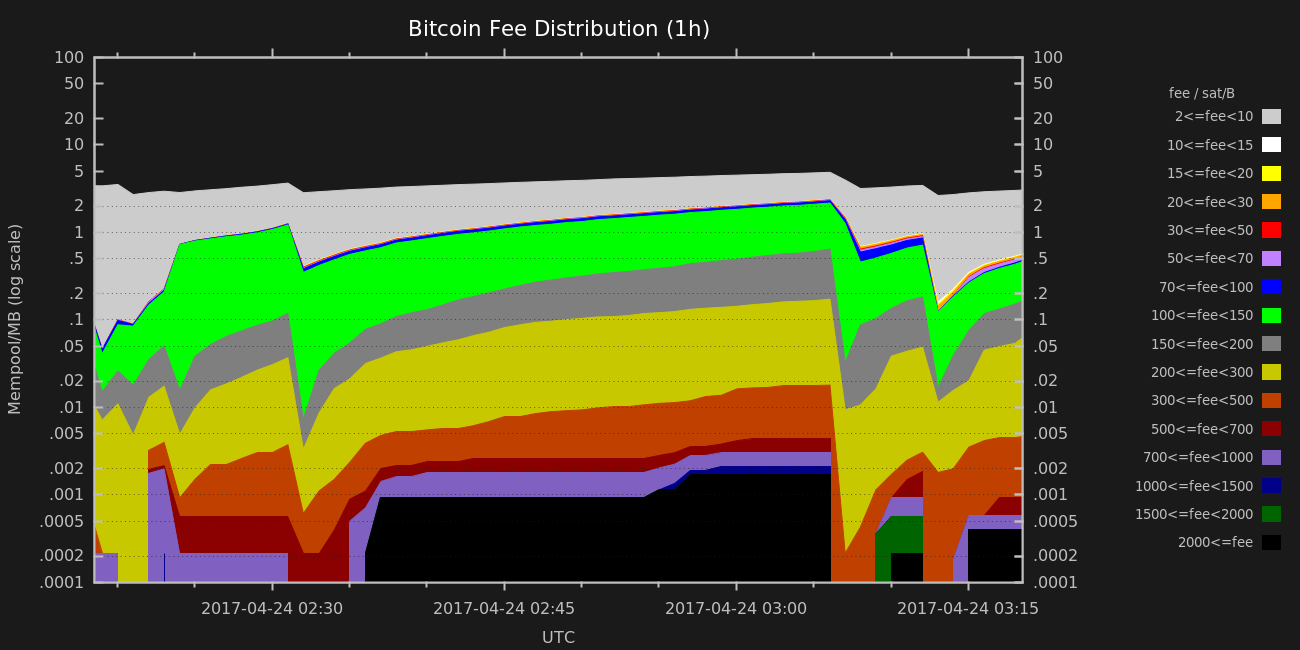 Bitcoin Fee Distribution (1h)
Mempool/MB (log scale)
100
50
20
10
5
2
1
.5
.2
.1
.05
.02
.01
.005
.002
.001
.0005
.0002
.0001
100
50
20
10
5
2
1
.5
.2
.1
.05
.02
.01
.005
.002
.001
.0005
.0002
.0001
2017-04-24 02:30 2017-04-24 02:45 2017-04-24 03:00 2017-04-24 03:15
UTC
fee / sat/B
2<=fee<10
10<=fee<15
15<=fee<20
20<=fee<30
30<=fee<50
50<=fee<70
70<=fee<100
100<=fee<150
150<=fee<200
200<=fee<300
300<=fee<500
500<=fee<700
700<=fee<1000
1000<=fee<1500
1500<=fee<2000
2000<=fee